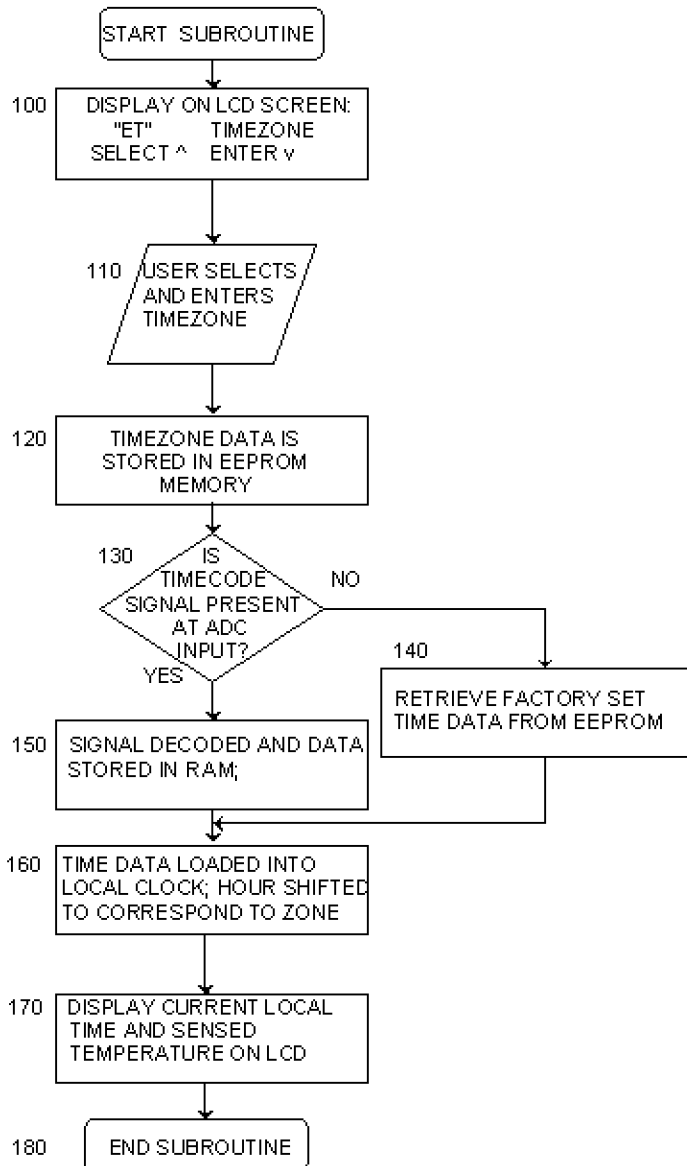 START SUBROUTINE
100
DISPLAY ON LCD SCREEN:
"ET" TIMEZONE
SELECT ^ ENTER v
110
USER SELECTS
AND ENTERS
TIMEZONE
120
TIMEZONE DATA IS
STORED IN EEPROM
MEMORY
130
IS
TIMECODE
SIGNAL PRESENT
AT ADC
INPUT?
NO
YES
140
RETRIEVE FACTORY SET
TIME DATA FROM EEPROM
150
SIGNAL DECODED AND DATA
STORED IN RAM;
160
TIME DATA LOADED INTO
LOCAL CLOCK; HOUR SHIFTED
TO CORRESPOND TO ZONE
170
DISPLAY CURRENT LOCAL
TIME AND SENSED
TEMPERATURE ON LCD
180
END SUBROUTINE